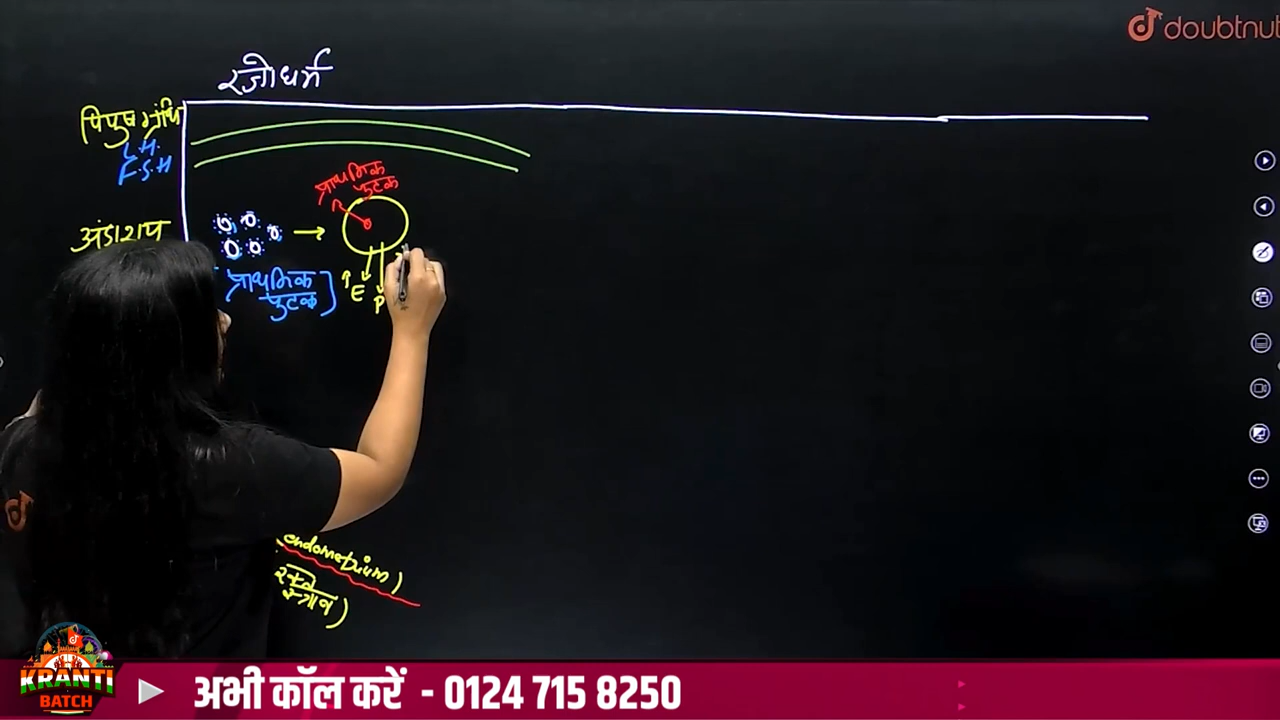 doubtnut
रजोधर्म
पियुष ग्रंथि
L.H.
F.S.H
प्राथमिक
पुटक
अंडाशय
प्राथमिक
पुटक
↑E
P
(endometrium)
रक्त
स्त्राव)
KRANTI
BATCH
अभी कॉल करें - 0124 715 8250